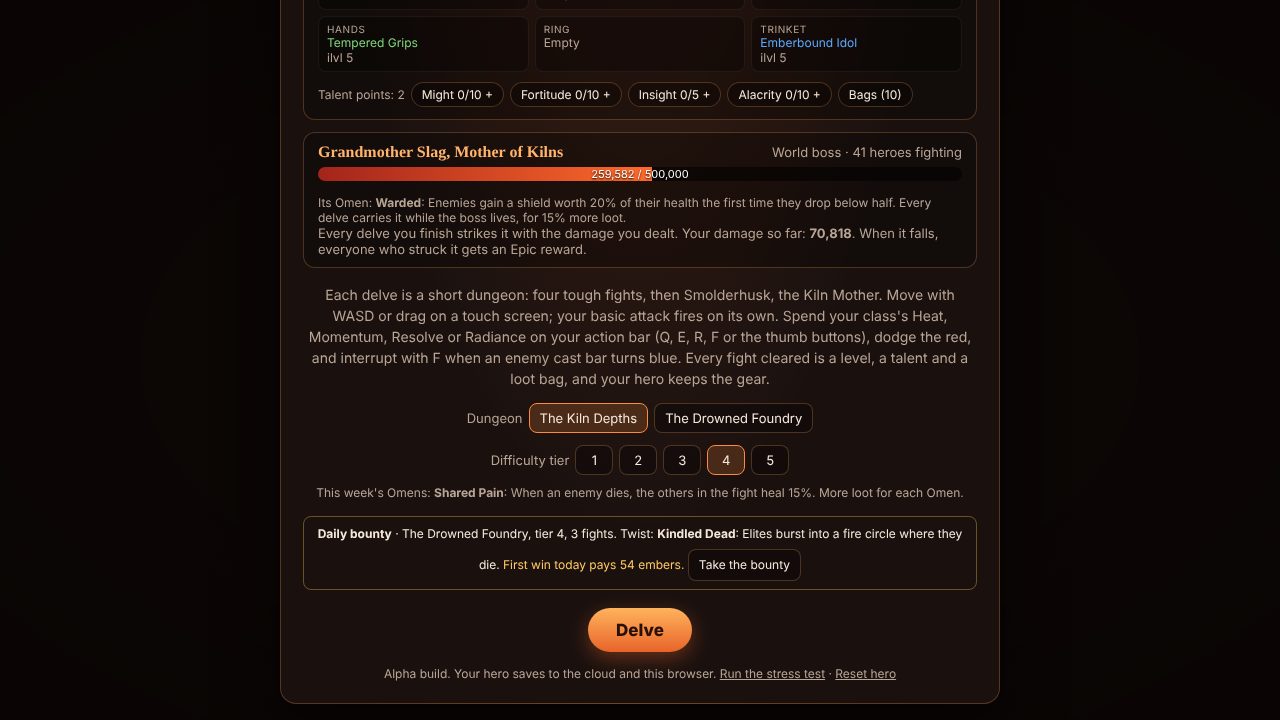 HANDS
Tempered Grips
ilvl 5
RING
Empty
TRINKET
Emberbound Idol
ilvl 5
Talent points: 2 Might 0/10 + Fortitude 0/10 + Insight 0/5 + Alacrity 0/10 + Bags (10)
Grandmother Slag, Mother of Kilns
World boss · 41 heroes fighting
259,582 / 500,000
Its Omen: Warded: Enemies gain a shield worth 20% of their health the first time they drop below half. Every
delve carries it while the boss lives, for 15% more loot.
Every delve you finish strikes it with the damage you dealt. Your damage so far: 70,818. When it falls,
everyone who struck it gets an Epic reward.
Each delve is a short dungeon: four tough fights, then Smolderhusk, the Kiln Mother. Move with
WASD or drag on a touch screen; your basic attack fires on its own. Spend your class's Heat,
Momentum, Resolve or Radiance on your action bar (Q, E, R, F or the thumb buttons), dodge the red,
and interrupt with F when an enemy cast bar turns blue. Every fight cleared is a level, a talent and a
loot bag, and your hero keeps the gear.
Dungeon The Kiln Depths The Drowned Foundry
Difficulty tier 1 2 3 4 5
This week's Omens: Shared Pain: When an enemy dies, the others in the fight heal 15%. More loot for each Omen.
Daily bounty · The Drowned Foundry, tier 4, 3 fights. Twist: Kindled Dead: Elites burst into a fire circle where they
die. First win today pays 54 embers. Take the bounty
Delve
Alpha build. Your hero saves to the cloud and this browser. Run the stress test · Reset hero